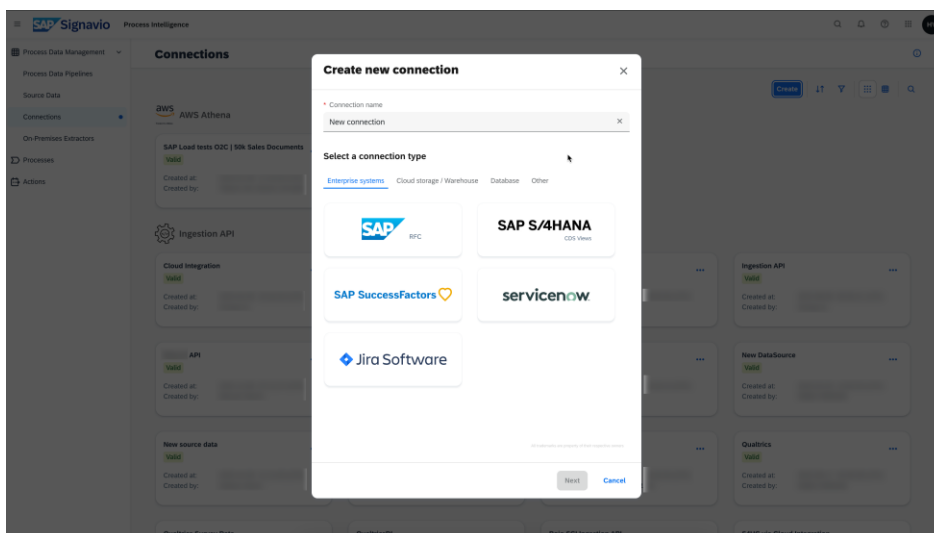 SAP Signavio Process Intelligence
Process Data Management
Process Data Pipelines
Source Data
Connections
On-Premises Extractors
Processes
Actions
Connections
Create
aws
AWS Athena
SAP Load tests O2C | 50k Sales Documents
Valid
Created at:
Created by:
Ingestion API
Cloud Integration
Valid
Created at:
Created by:
Ingestion API
Valid
Created at:
Created by:
API
Valid
Created at:
Created by:
New DataSource
Valid
Created at:
Created by:
New source data
Valid
Created at:
Created by:
Qualtrics
Valid
Created at:
Created by:
Create new connection
* Connection name
New connection
Select a connection type
Enterprise systems Cloud storage / Warehouse Database Other
SAP RFC
SAP S/4HANA
CDS Views
SAP SuccessFactors
servicenow
Jira Software
Next Cancel